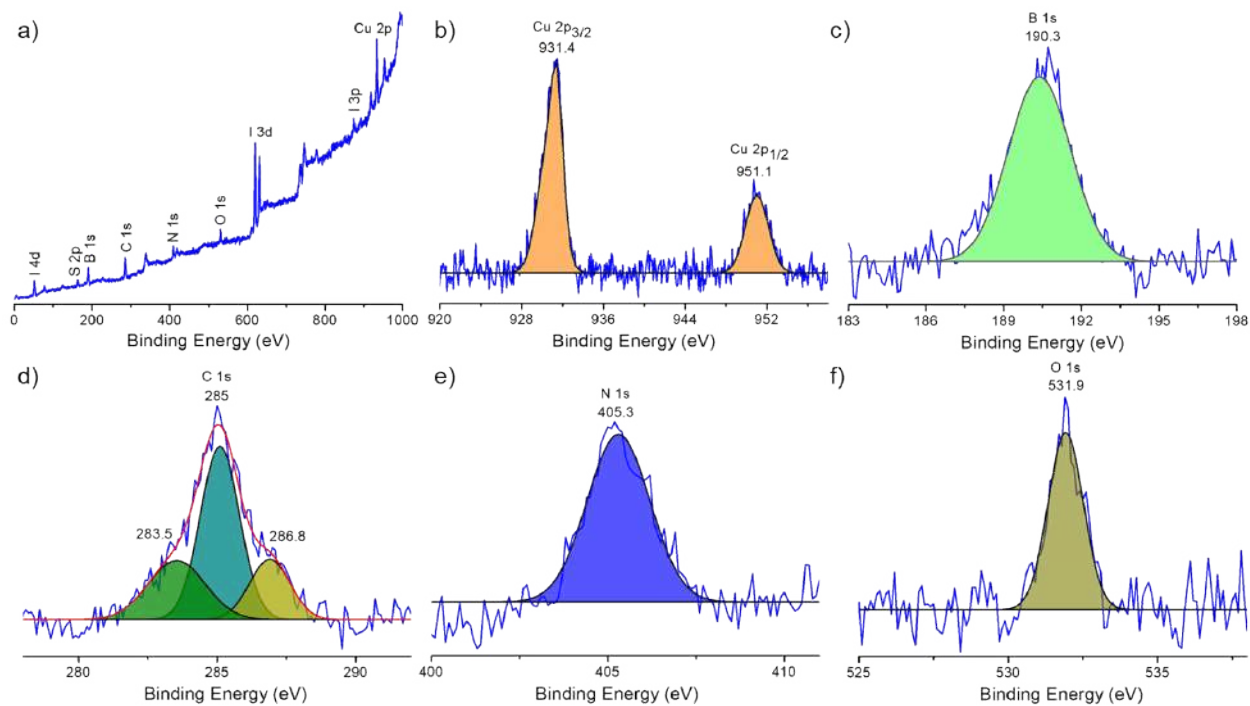 a)
Cu 2p
I 3p
I 3d
O 1s
N 1s
C 1s
B 1s
S 2p
I 4d
0 200 400 600 800 1000
Binding Energy (eV)
b)
Cu 2p3/2
931.4
Cu 2p1/2
951.1
920 928 936 944 952
Binding Energy (eV)
c)
B 1s
190.3
183 186 189 192 195 198
Binding Energy (eV)
d)
C 1s
285
283.5
286.8
280 285 290
Binding Energy (eV)
e)
N 1s
405.3
400 405 410
Binding Energy (eV)
f)
O 1s
531.9
525 530 535
Binding Energy (eV)